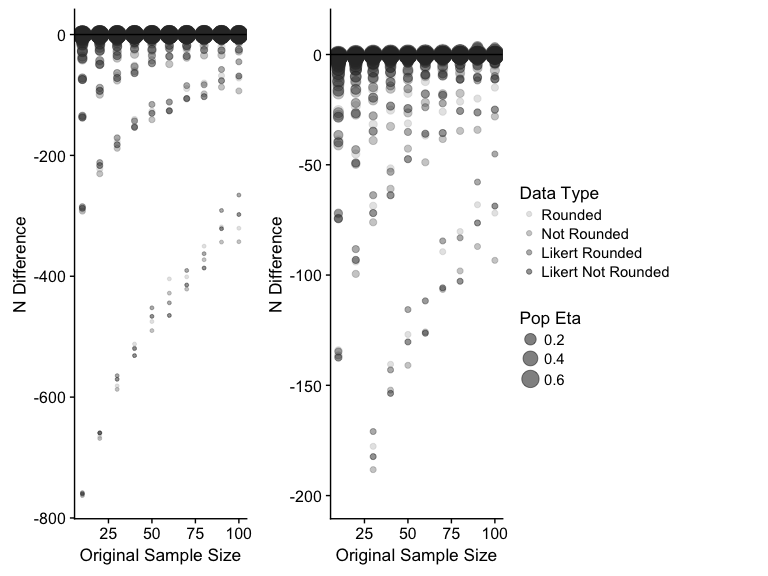 0
-200
-400
-600
-800
N Difference
25 50 75 100
Original Sample Size
0
-50
-100
-150
-200
N Difference
25 50 75 100
Original Sample Size
Data Type
Rounded
Not Rounded
Likert Rounded
Likert Not Rounded
Pop Eta
0.2
0.4
0.6